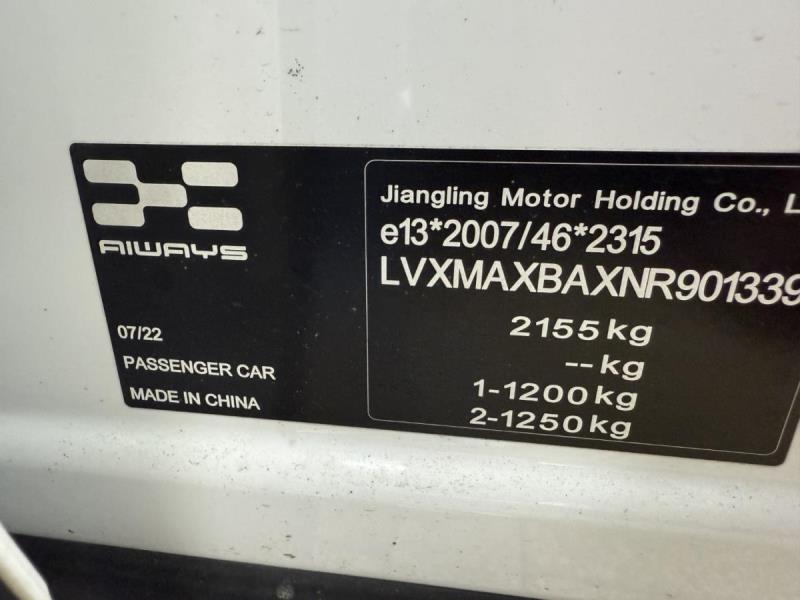 AIWAYS
07/22
PASSENGER CAR
MADE IN CHINA
Jiangling Motor Holding Co., L
e13*2007/46*2315
LVXMAXBAXNR901339
2155kg
--kg
1-1200kg
2-1250kg